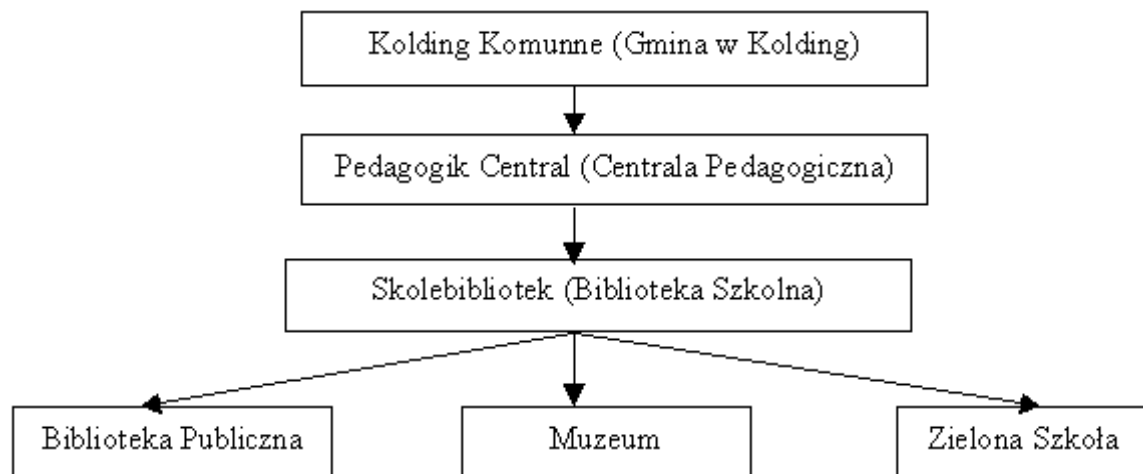 Kolding Komunne (Gmina w Kolding)
Pedagogik Central (Centrala Pedagogiczna)
Skolebibliotek (Biblioteka Szkolna)
Biblioteka Publiczna
Muzeum
Zielona Szkoła